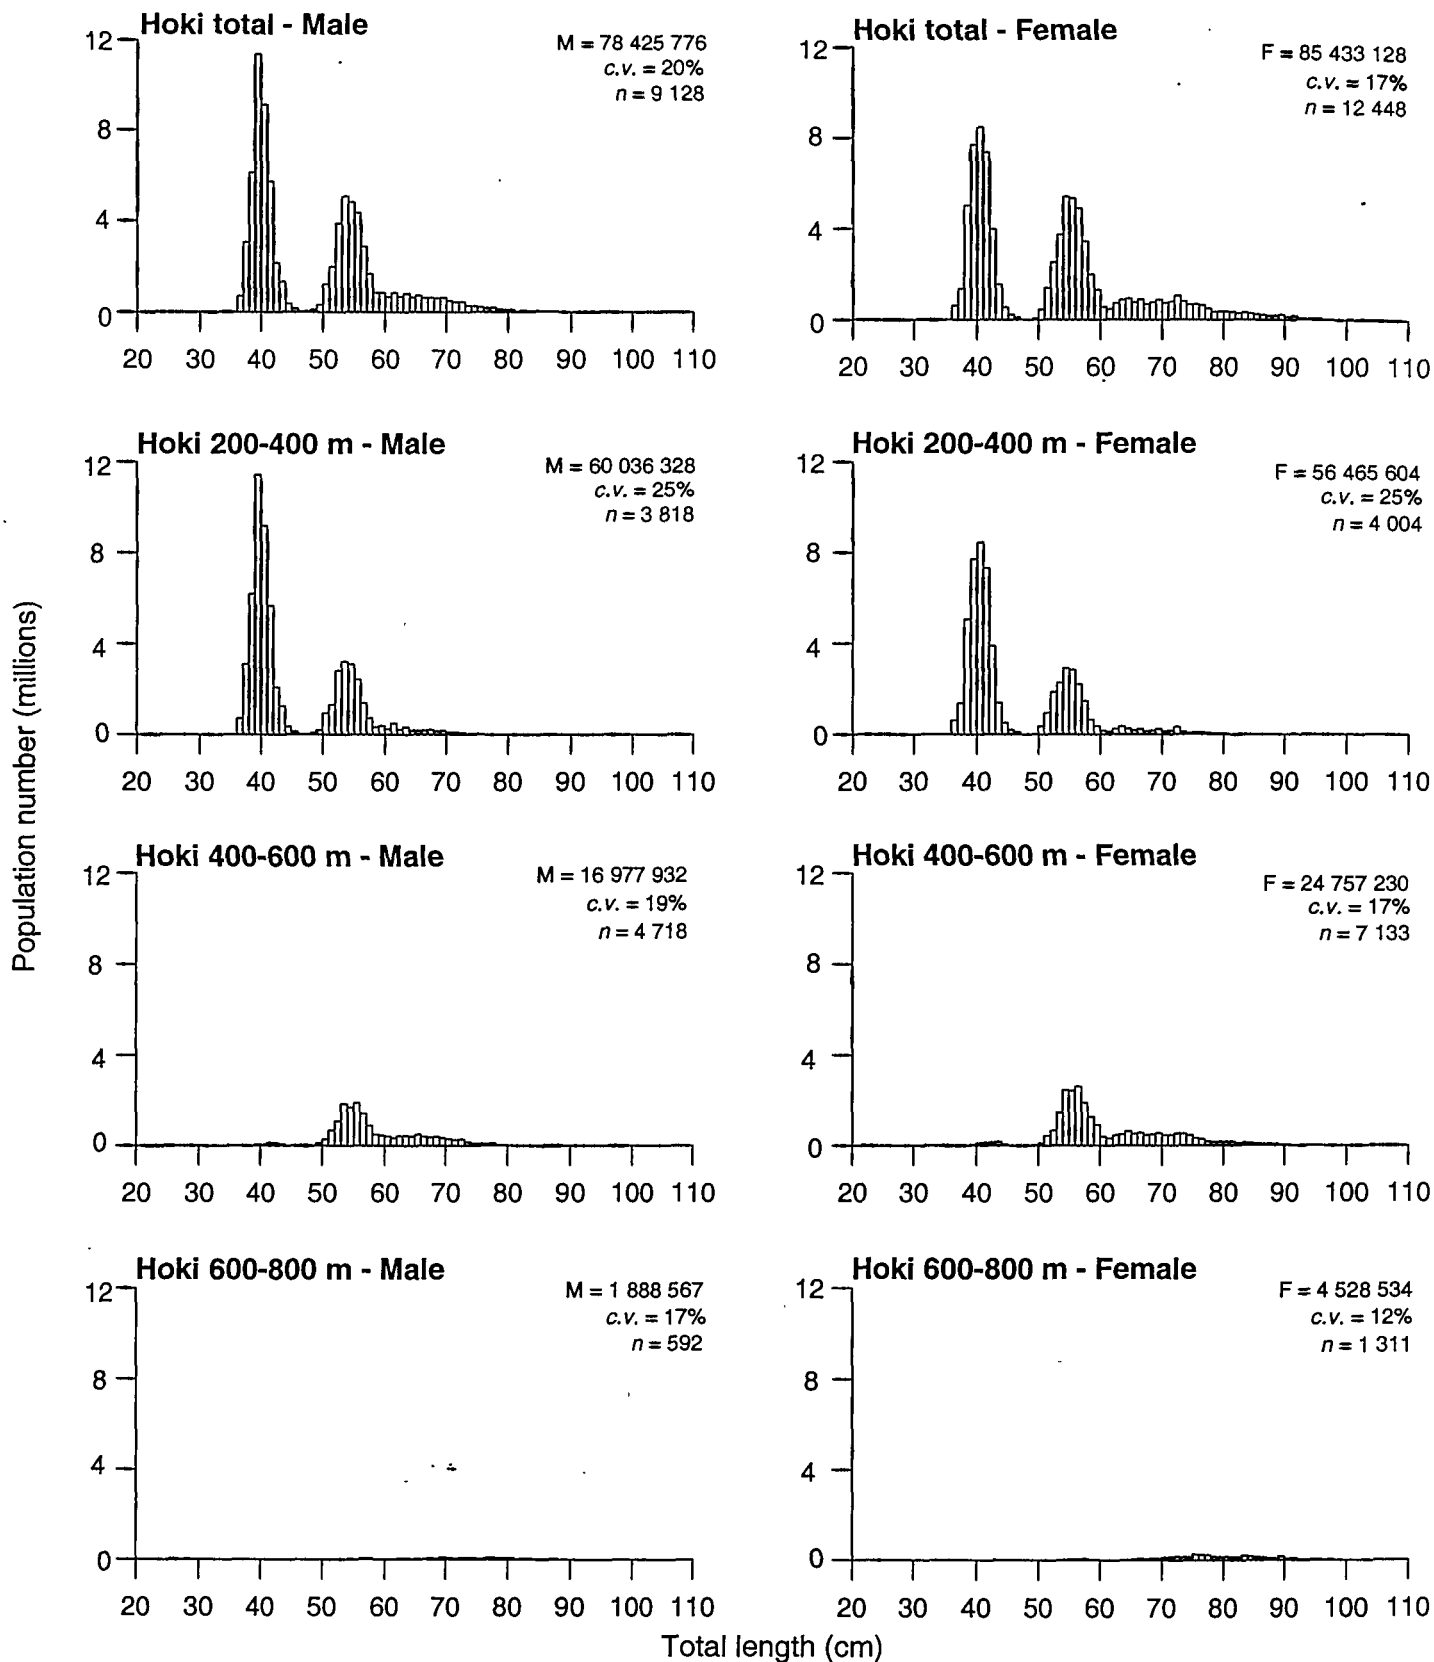 Hoki total - Male
M = 78 425 776
c.v. = 20%
n = 9 128
12
8
4
0
20 30 40 50 60 70 80 90 100 110
Hoki total - Female
F = 85 433 128
c.v. = 17%
n = 12 448
12
8
4
0
20 30 40 50 60 70 80 90 100 110
Hoki 200-400 m - Male
M = 60 036 328
c.v. = 25%
n = 3 818
12
8
4
0
20 30 40 50 60 70 80 90 100 110
Hoki 200-400 m - Female
F = 56 465 604
c.v. = 25%
n = 4 004
12
8
4
0
20 30 40 50 60 70 80 90 100 110
Hoki 400-600 m - Male
M = 16 977 932
c.v. = 19%
n = 4 718
12
8
4
0
20 30 40 50 60 70 80 90 100 110
Hoki 400-600 m - Female
F = 24 757 230
c.v. = 17%
n = 7 133
12
8
4
0
20 30 40 50 60 70 80 90 100 110
Hoki 600-800 m - Male
M = 1 888 567
c.v. = 17%
n = 592
12
8
4
0
20 30 40 50 60 70 80 90 100 110
Hoki 600-800 m - Female
F = 4 528 534
c.v. = 12%
n = 1 311
12
8
4
0
20 30 40 50 60 70 80 90 100 110
Population number (millions)
Total length (cm)